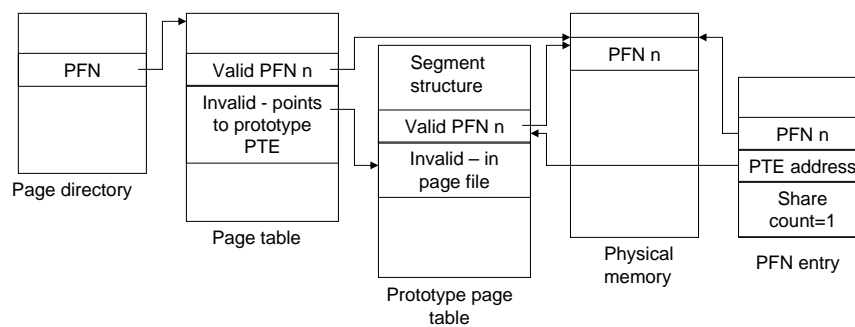 PFN
Page directory
Valid PFN n
Invalid - points
to prototype
PTE
Page table
Segment
structure
Valid PFN n
Invalid – in
page file
Prototype page
table
PFN n
Physical
memory
PFN n
PTE address
Share
count=1
PFN entry